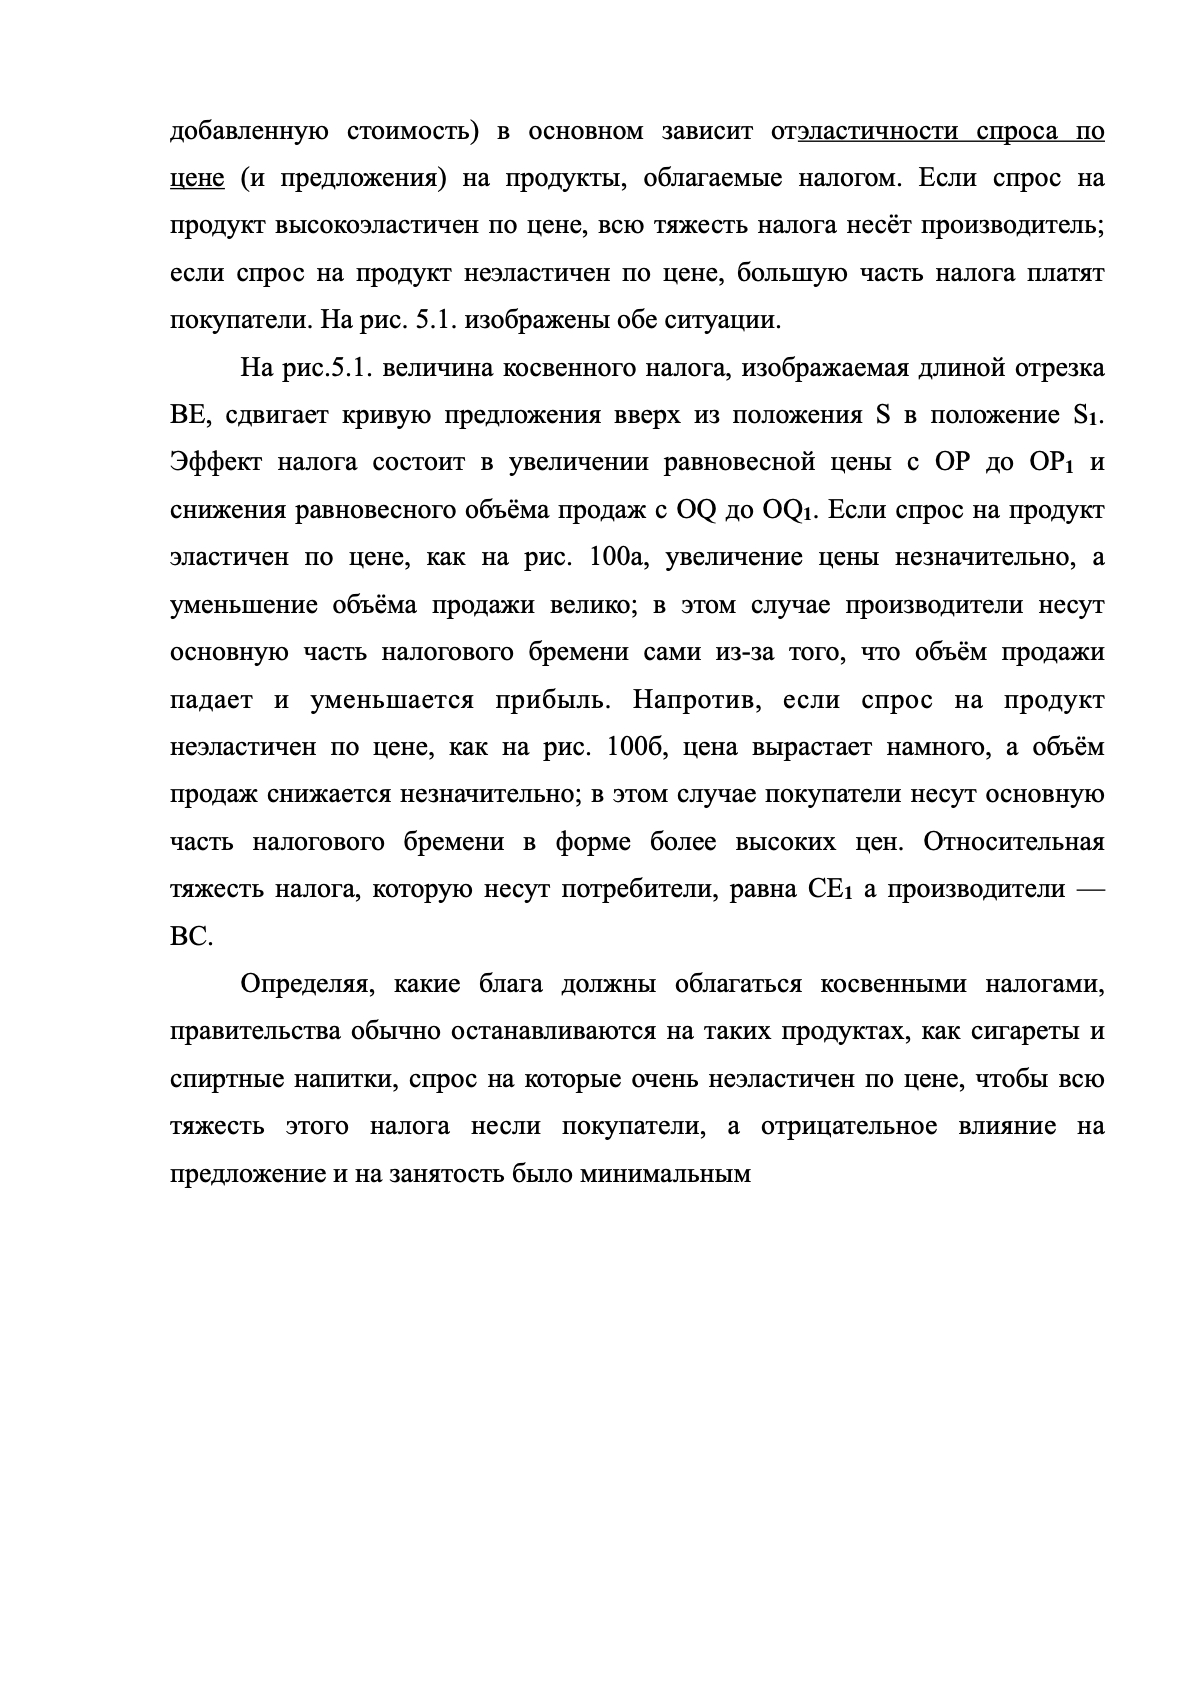 добавленную стоимость) в основном зависит отэластичности спроса по
цене (и предложения) на продукты, облагаемые налогом. Если спрос на
продукт высокоэластичен по цене, всю тяжесть налога несёт производитель;
если спрос на продукт неэластичен по цене, большую часть налога платят
покупатели. На рис. 5.1. изображены обе ситуации.
На рис.5.1. величина косвенного налога, изображаемая длиной отрезка
ВЕ, сдвигает кривую предложения вверх из положения S в положение S₁.
Эффект налога состоит в увеличении равновесной цены с ОР до ОР₁ и
снижения равновесного объёма продаж с OQ до OQ₁. Если спрос на продукт
эластичен по цене, как на рис. 100а, увеличение цены незначительно, а
уменьшение объёма продажи велико; в этом случае производители несут
основную часть налогового бремени сами из-за того, что объём продажи
падает и уменьшается прибыль. Напротив, если спрос на продукт
неэластичен по цене, как на рис. 100б, цена вырастает намного, а объём
продаж снижается незначительно; в этом случае покупатели несут основную
часть налогового бремени в форме более высоких цен. Относительная
тяжесть налога, которую несут потребители, равна СЕ₁ а производители —
ВС.
Определяя, какие блага должны облагаться косвенными налогами,
правительства обычно останавливаются на таких продуктах, как сигареты и
спиртные напитки, спрос на которые очень неэластичен по цене, чтобы всю
тяжесть этого налога несли покупатели, а отрицательное влияние на
предложение и на занятость было минимальным